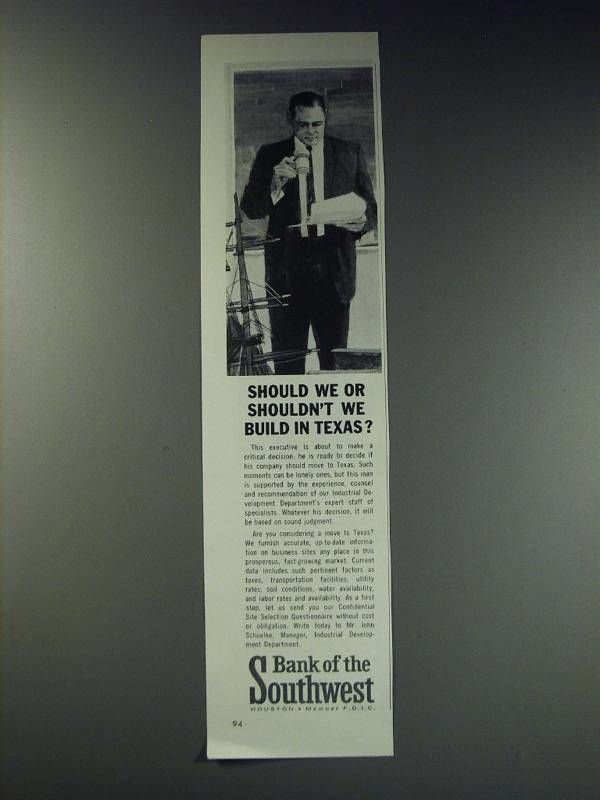 SHOULD WE OR
SHOULDN'T WE
BUILD IN TEXAS?
This executive is about to make a
critical decision: he is ready to decide if
his company should move to Texas. Such
moments can be lonely ones, but this man
is supported by the experience, counsel
and recommendation of our Industrial De-
velopment Department's expert staff of
specialists. Whatever his decision, it will
be based on sound judgment.
Are you considering a move to Texas?
We furnish accurate, up-to-date informa-
tion on business sites any place in this
prosperous, fast-growing market. Current
data includes such pertinent factors as
taxes, transportation facilities, utility
rates, soil conditions, water availability,
and labor rates and availability. As a first
step, let us send you our Confidential
Site Selection Questionnaire without cost
or obligation. Write today to Mr. John
Schuelke, Manager, Industrial Develop-
ment Department.
Bank of the
Southwest
HOUSTON • Member F.D.I.C.
94